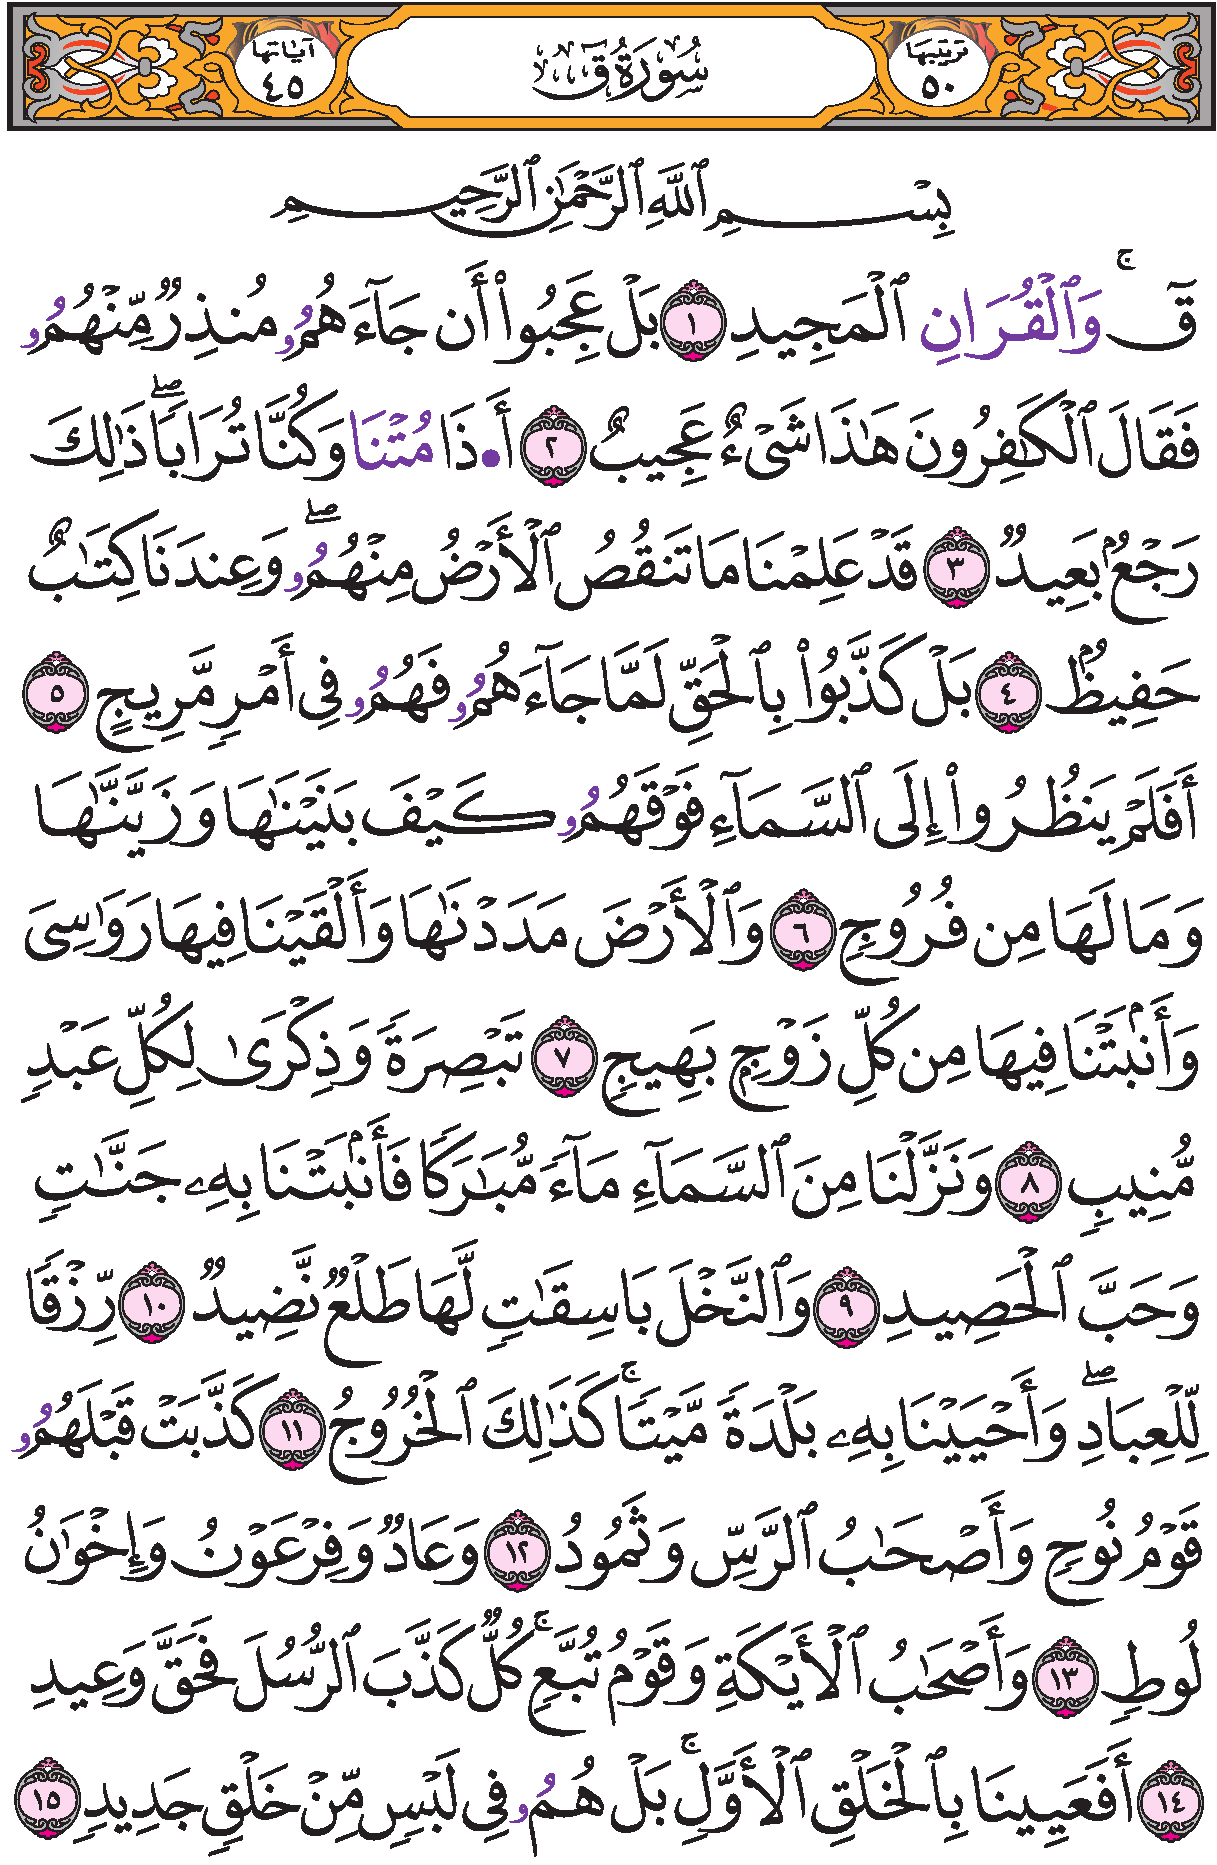 ترتيبها ٥٠ سُورَةُ قٓ آياتها ٤٥
بِسْمِ ٱللَّهِ ٱلرَّحْمَٰنِ ٱلرَّحِيمِ
قٓۚ وَٱلْقُرَانِ ٱلْمَجِيدِ ١ بَلْ عَجِبُوا۟ أَن جَآءَهُمُۥ مُنذِرٌ مِّنْهُمُۥ
فَقَالَ ٱلْكَٰفِرُونَ هَٰذَا شَىْءٌ عَجِيبٌ ٢ أَ•ذَا مُتْنَا وَكُنَّا تُرَابًاۖ ذَٰلِكَ
رَجْعُۢ بَعِيدٌ ٣ قَدْ عَلِمْنَا مَا تَنقُصُ ٱلْأَرْضُ مِنْهُمُۥۖ وَعِندَنَا كِتَٰبٌ
حَفِيظُۢ ٤ بَلْ كَذَّبُوا۟ بِٱلْحَقِّ لَمَّا جَآءَهُمُۥ فَهُمُۥ فِى أَمْرٍ مَّرِيجٍ ٥
أَفَلَمْ يَنظُرُوٓا۟ إِلَى ٱلسَّمَآءِ فَوْقَهُمُۥ كَيْفَ بَنَيْنَٰهَا وَزَيَّنَّٰهَا
وَمَا لَهَا مِن فُرُوجٍ ٦ وَٱلْأَرْضَ مَدَدْنَٰهَا وَأَلْقَيْنَا فِيهَا رَوَٰسِىَ
وَأَنۢبَتْنَا فِيهَا مِن كُلِّ زَوْجِۭ بَهِيجٍ ٧ تَبْصِرَةً وَذِكْرَىٰ لِكُلِّ عَبْدٍ
مُّنِيبٍ ٨ وَنَزَّلْنَا مِنَ ٱلسَّمَآءِ مَآءً مُّبَٰرَكًا فَأَنۢبَتْنَا بِهِۦ جَنَّٰتٍ
وَحَبَّ ٱلْحَصِيدِ ٩ وَٱلنَّخْلَ بَاسِقَٰتٍ لَّهَا طَلْعٌ نَّضِيدٌ ١٠ رِّزْقًا
لِّلْعِبَادِۖ وَأَحْيَيْنَا بِهِۦ بَلْدَةً مَّيْتًاۚ كَذَٰلِكَ ٱلْخُرُوجُ ١١ كَذَّبَتْ قَبْلَهُمُۥ
قَوْمُ نُوحٍ وَأَصْحَٰبُ ٱلرَّسِّ وَثَمُودُ ١٢ وَعَادٌ وَفِرْعَوْنُ وَإِخْوَٰنُ
لُوطٍ ١٣ وَأَصْحَٰبُ ٱلْأَيْكَةِ وَقَوْمُ تُبَّعٍۚ كُلٌّ كَذَّبَ ٱلرُّسُلَ فَحَقَّ وَعِيدِ
١٤ أَفَعَيِينَا بِٱلْخَلْقِ ٱلْأَوَّلِۚ بَلْ هُمُۥ فِى لَبْسٍ مِّنْ خَلْقٍ جَدِيدٍ ١٥